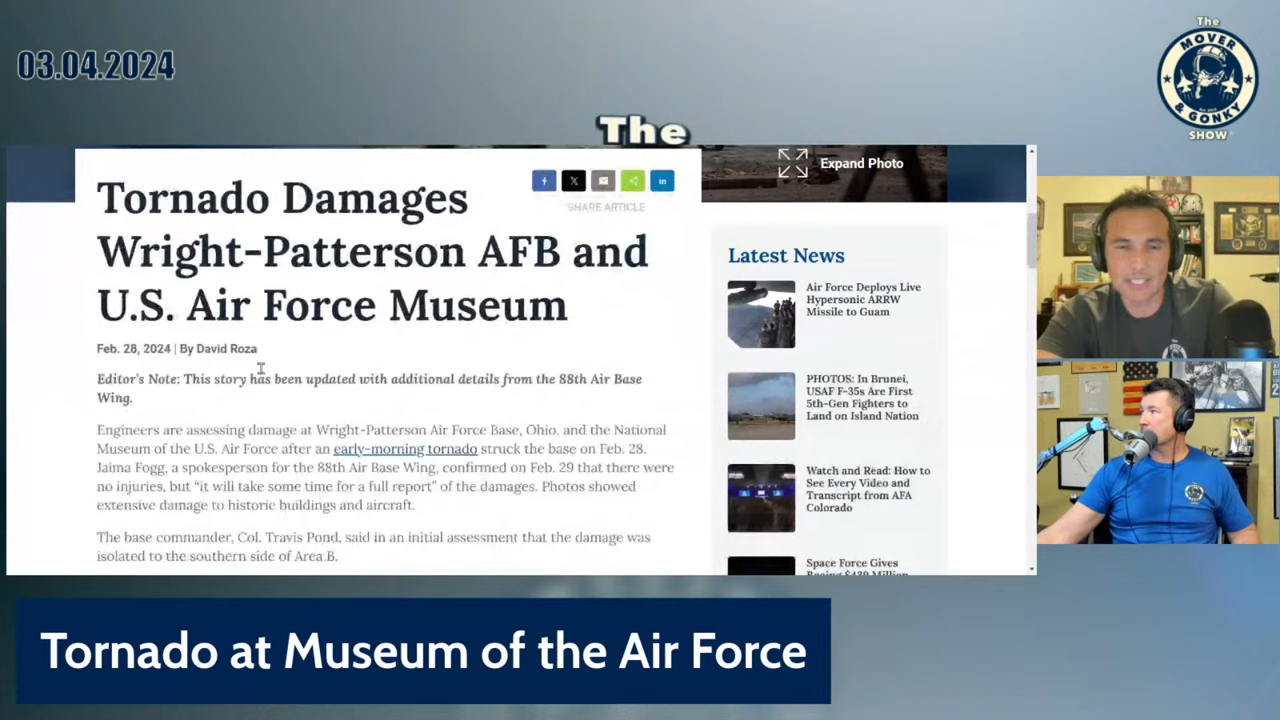 03.04.2024
The
MOVER
& GONKY
SHOW
The
Expand Photo
Tornado Damages
Wright-Patterson AFB and
U.S. Air Force Museum
f X in
SHARE ARTICLE
Feb. 28, 2024 | By David Roza
Editor's Note: This story has been updated with additional details from the 88th Air Base
Wing.
Engineers are assessing damage at Wright-Patterson Air Force Base, Ohio, and the National
Museum of the U.S. Air Force after an early-morning tornado struck the base on Feb. 28.
Jaima Fogg, a spokesperson for the 88th Air Base Wing, confirmed on Feb. 29 that there were
no injuries, but “it will take some time for a full report” of the damages. Photos showed
extensive damage to historic buildings and aircraft.
The base commander, Col. Travis Pond, said in an initial assessment that the damage was
isolated to the southern side of Area B.
Latest News
Air Force Deploys Live
Hypersonic ARRW
Missile to Guam
PHOTOS: In Brunei,
USAF F-35s Are First
5th-Gen Fighters to
Land on Island Nation
Watch and Read: How to
See Every Video and
Transcript from AFA
Colorado
Space Force Gives
Boeing $439 Million
Tornado at Museum of the Air Force